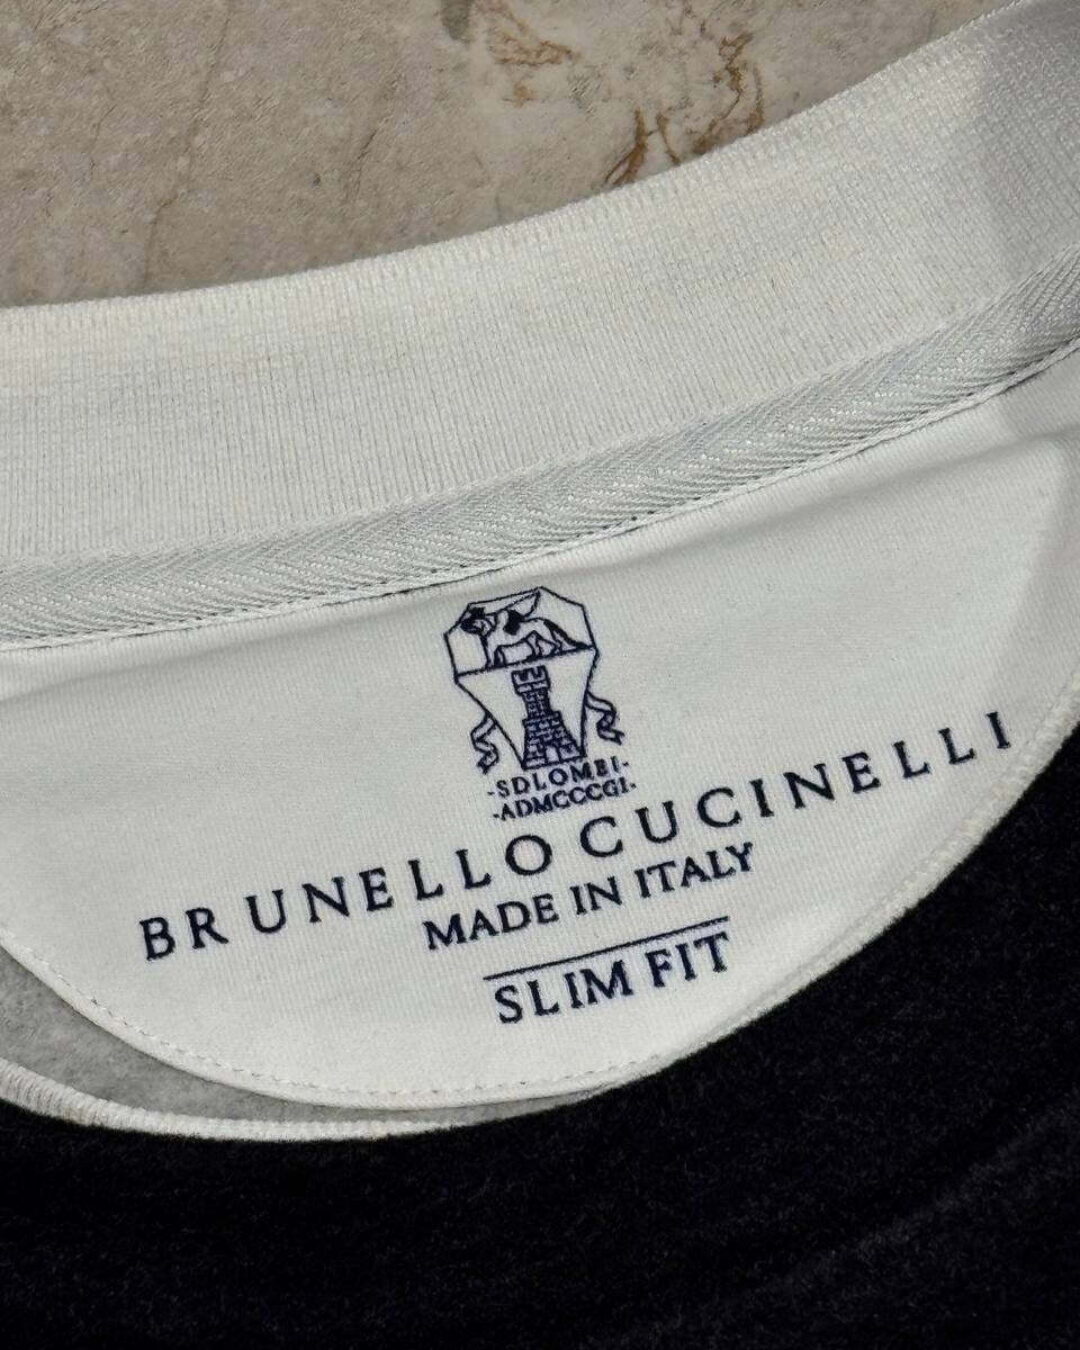 -SDLOMBI-
-ADMCCCGI-
BRUNELLO CUCINELLI
MADE IN ITALY
SLIM FIT